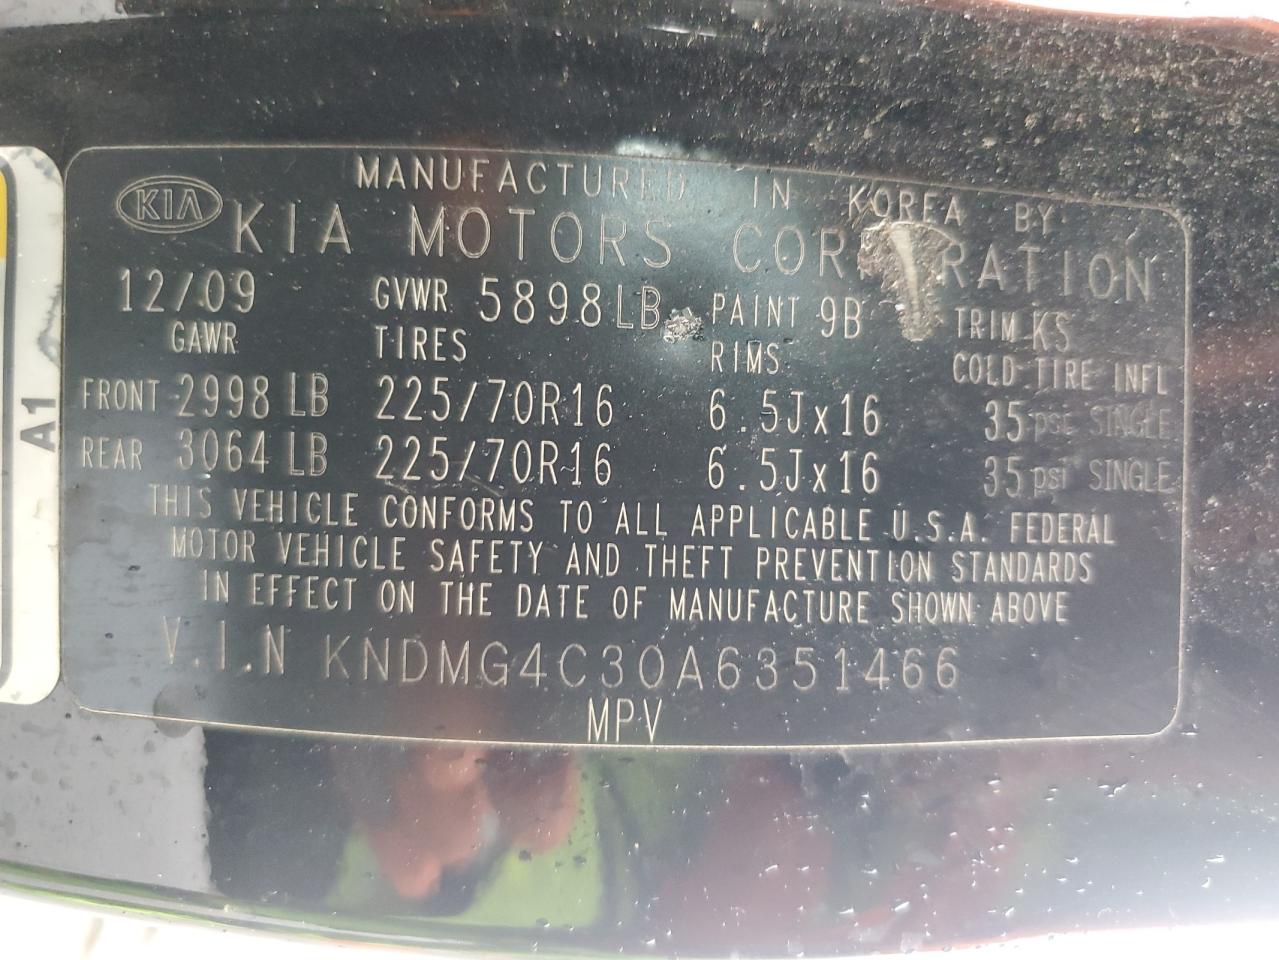 MANUFACTURED IN KOREA BY
KIA KIA MOTORS CORPORATION
12/09 GVWR 5898LB PAINT 9B TRIM KS
GAWR TIRES RIMS COLD TIRE INFL
FRONT 2998 LB 225/70R16 6.5Jx16 35 psi SINGLE
REAR 3064 LB 225/70R16 6.5Jx16 35 psi SINGLE
THIS VEHICLE CONFORMS TO ALL APPLICABLE U.S.A. FEDERAL
MOTOR VEHICLE SAFETY AND THEFT PREVENTION STANDARDS
IN EFFECT ON THE DATE OF MANUFACTURE SHOWN ABOVE
V.I.N KNDMG4C30A6351466
MPV
A1